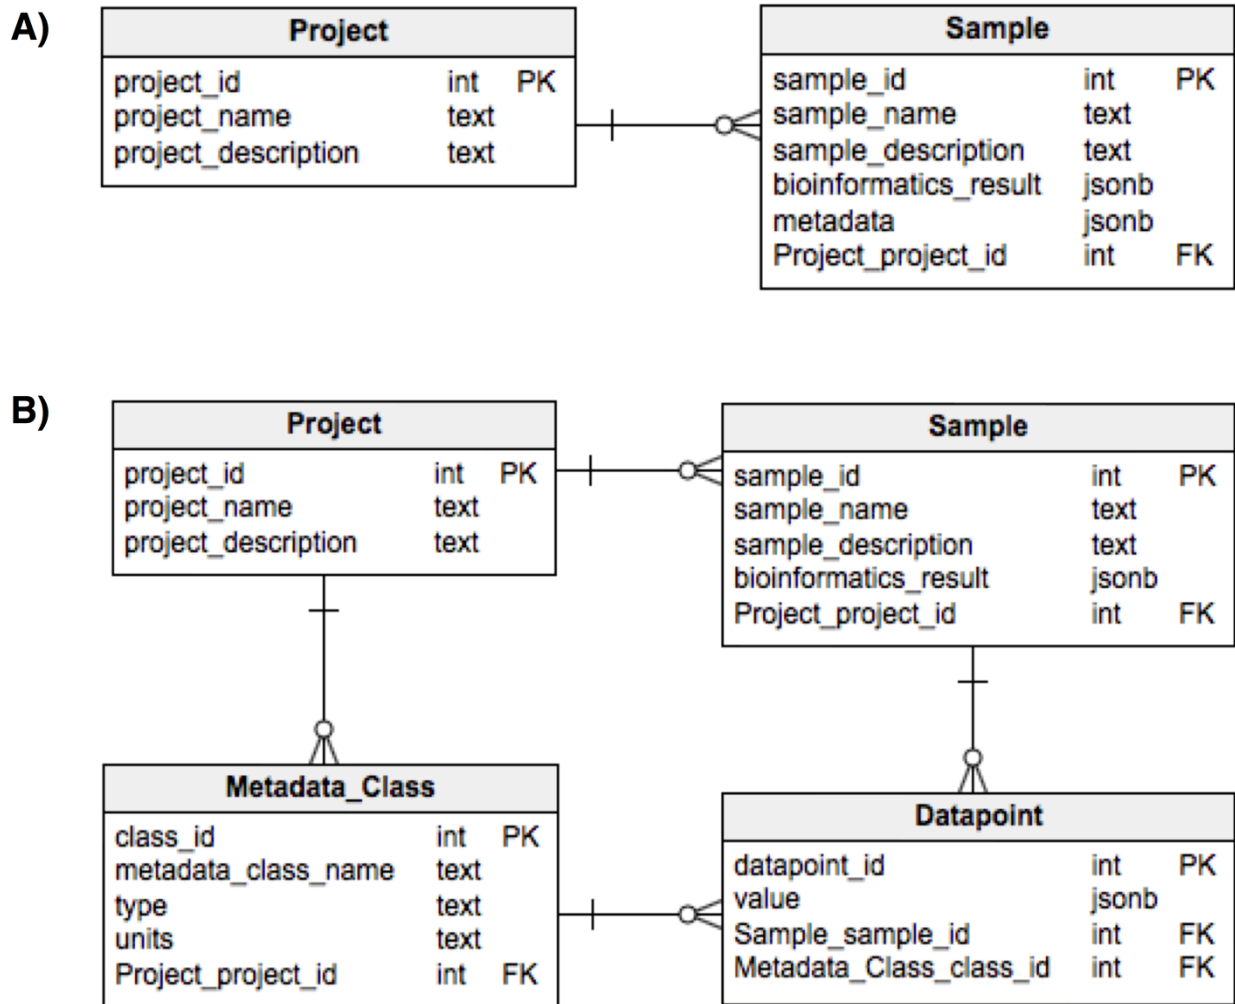 A)
Project
project_id int PK
project_name text
project_description text
Sample
sample_id int PK
sample_name text
sample_description text
bioinformatics_result jsonb
metadata jsonb
Project_project_id int FK
B)
Project
project_id int PK
project_name text
project_description text
Sample
sample_id int PK
sample_name text
sample_description text
bioinformatics_result jsonb
Project_project_id int FK
Metadada_Class
class_id int PK
metadata_class_name text
type text
units text
Project_project_id int FK
Datapoint
datapoint_id int PK
value jsonb
Sample_sample_id int FK
Metadada_Class_class_id int FK